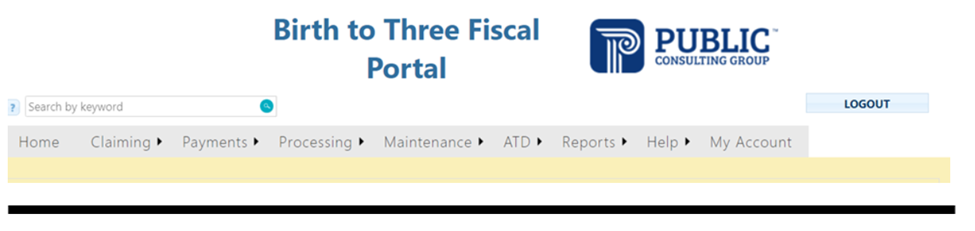 Birth to Three Fiscal
Portal
PUBLIC™
CONSULTING GROUP
? Search by keyword
LOGOUT
Home Claiming Payments Processing Maintenance ATD Reports Help My Account